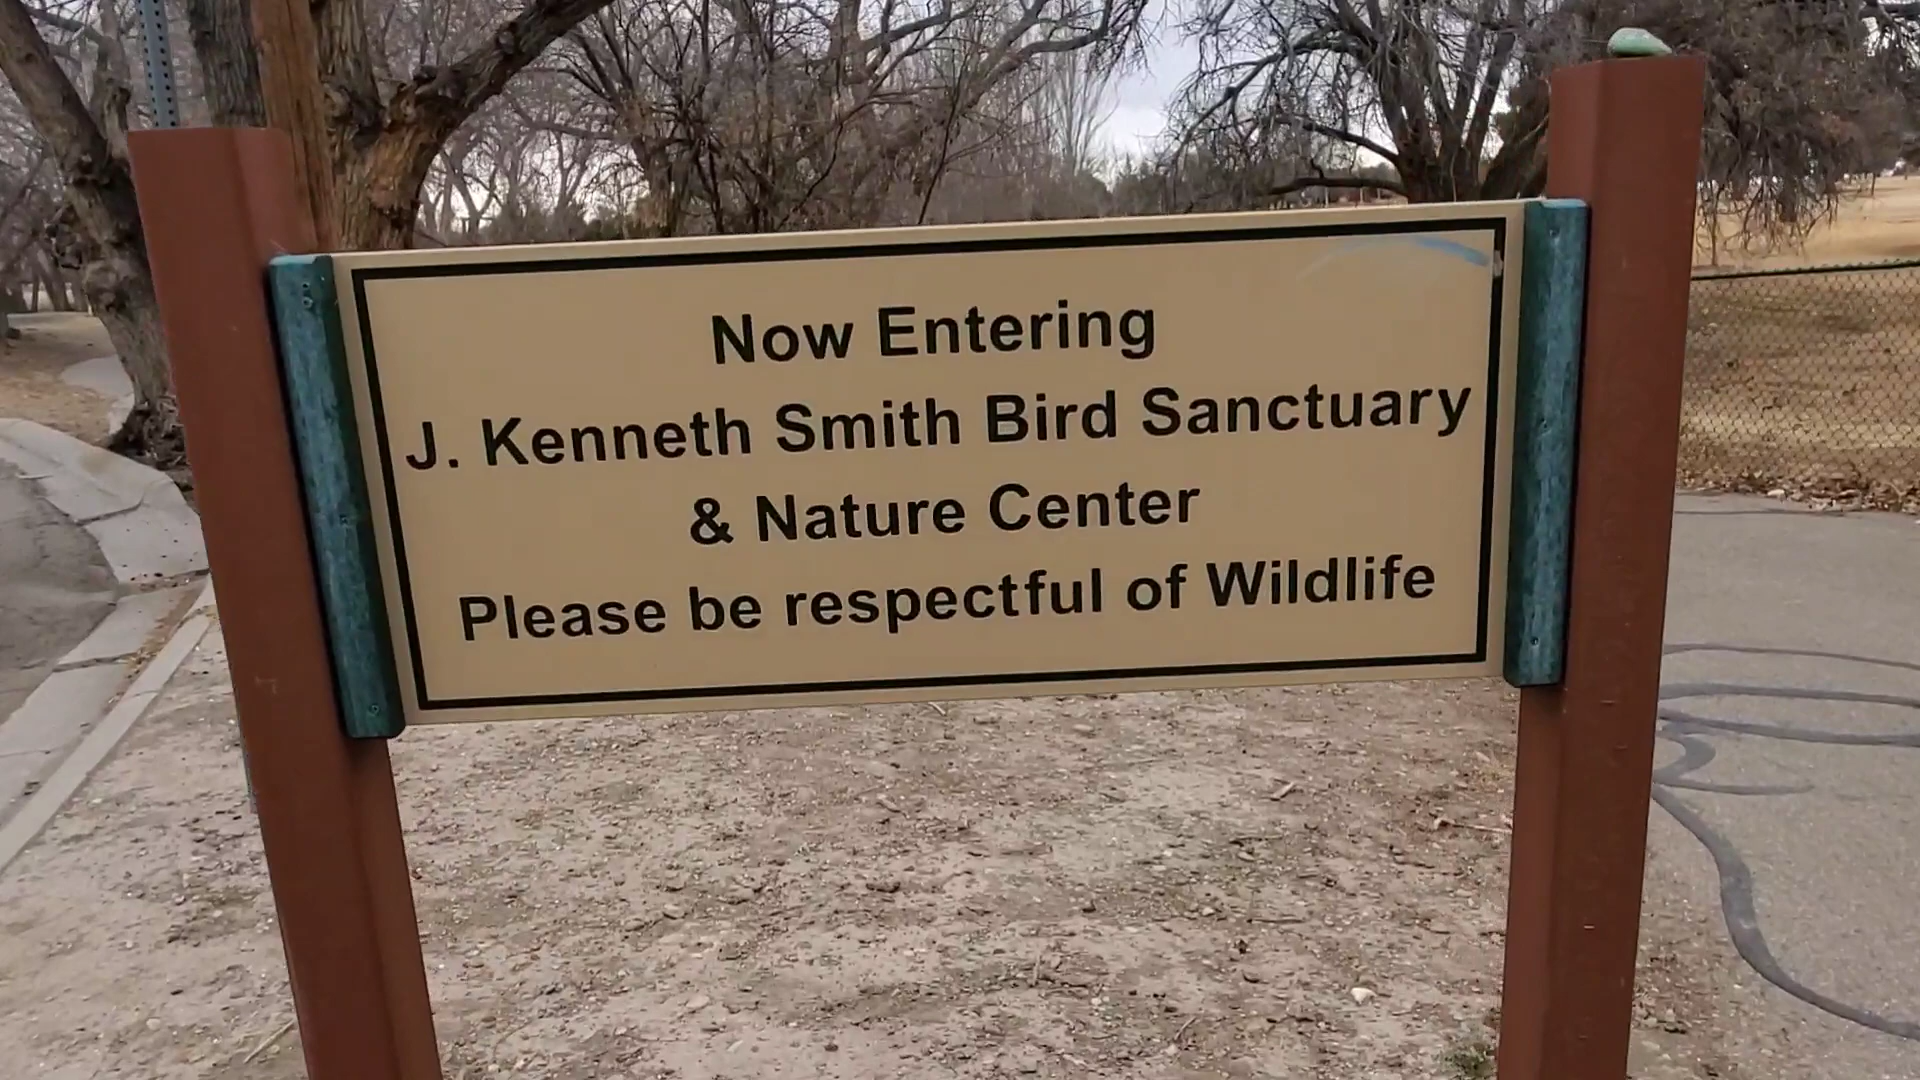 Now Entering
J. Kenneth Smith Bird Sanctuary
& Nature Center
Please be respectful of Wildlife